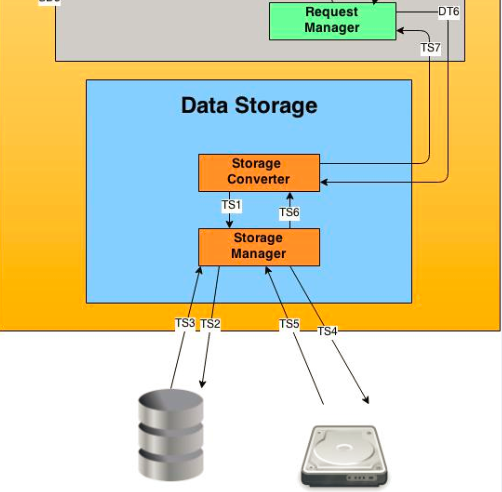 Request
Manager
DT6
TS7
Data Storage
Storage
Converter
TS1
TS6
Storage
Manager
TS3
TS2
TS5
TS4